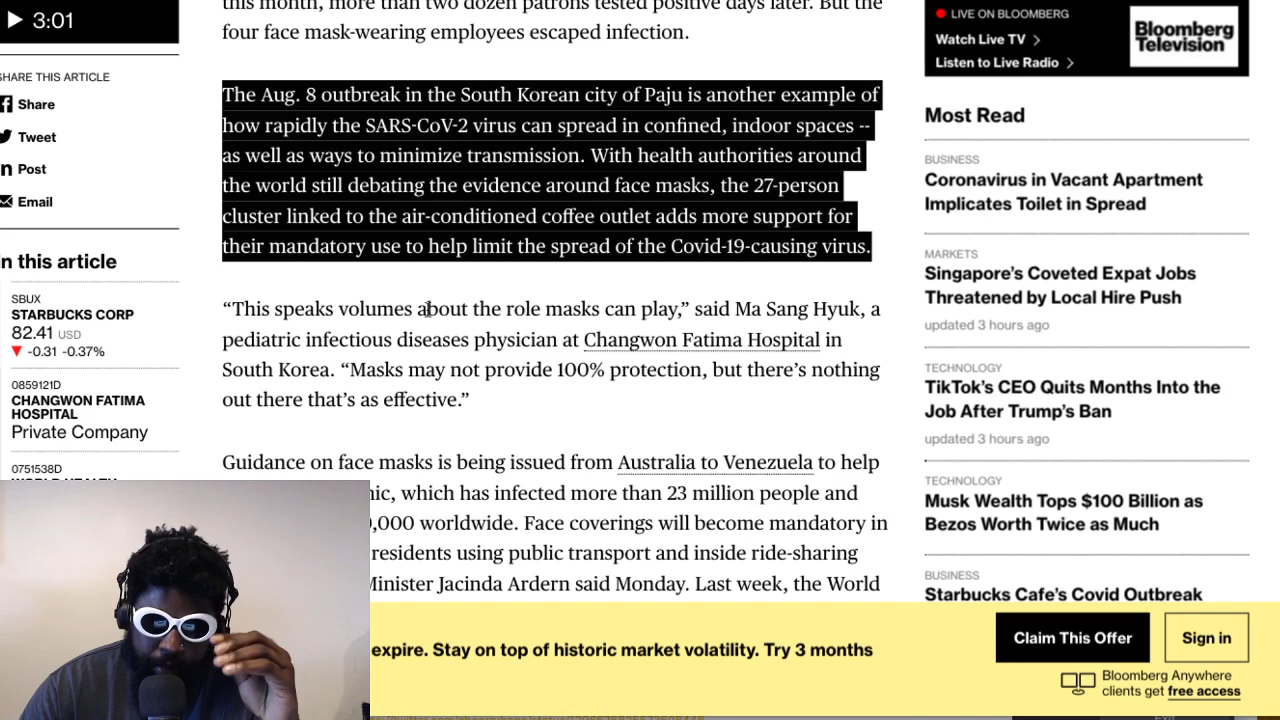 3:01
SHARE THIS ARTICLE
Share
Tweet
Post
Email
In this article
SBUX
STARBUCKS CORP
82.41 USD
-0.31 -0.37%
0859121D
CHANGWON FATIMA
HOSPITAL
Private Company
0751538D
this month, more than two dozen patrons tested positive days later. But the
four face mask-wearing employees escaped infection.
The Aug. 8 outbreak in the South Korean city of Paju is another example of
how rapidly the SARS-CoV-2 virus can spread in confined, indoor spaces --
as well as ways to minimize transmission. With health authorities around
the world still debating the evidence around face masks, the 27-person
cluster linked to the air-conditioned coffee outlet adds more support for
their mandatory use to help limit the spread of the Covid-19-causing virus.
“This speaks volumes about the role masks can play,” said Ma Sang Hyuk, a
pediatric infectious diseases physician at Changwon Fatima Hospital in
South Korea. “Masks may not provide 100% protection, but there’s nothing
out there that’s as effective.”
Guidance on face masks is being issued from Australia to Venezuela to help
which has infected more than 23 million people and
0,000 worldwide. Face coverings will become mandatory in
residents using public transport and inside ride-sharing
Minister Jacinda Ardern said Monday. Last week, the World
LIVE ON BLOOMBERG
Watch Live TV
Listen to Live Radio
Bloomberg
Television
Most Read
BUSINESS
Coronavirus in Vacant Apartment
Implicates Toilet in Spread
MARKETS
Singapore’s Coveted Expat Jobs
Threatened by Local Hire Push
updated 3 hours ago
TECHNOLOGY
TikTok’s CEO Quits Months Into the
Job After Trump’s Ban
updated 3 hours ago
TECHNOLOGY
Musk Wealth Tops $100 Billion as
Bezos Worth Twice as Much
BUSINESS
Starbucks Cafe’s Covid Outbreak
expire. Stay on top of historic market volatility. Try 3 months
Claim This Offer
Sign in
Bloomberg Anywhere
clients get free access